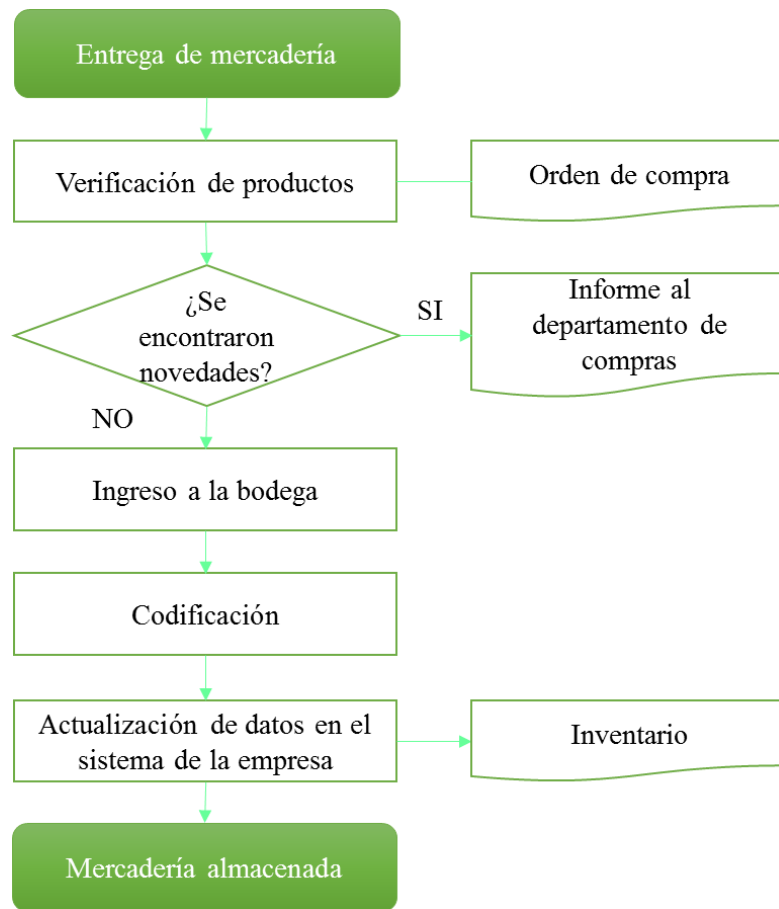 Entrega de mercadería
Verificación de productos
Orden de compra
¿Se
encontraron
novedades?
SI
Informe al
departamento de
compras
NO
Ingreso a la bodega
Codificación
Actualización de datos en el
sistema de la empresa
Inventario
Mercadería almacenada